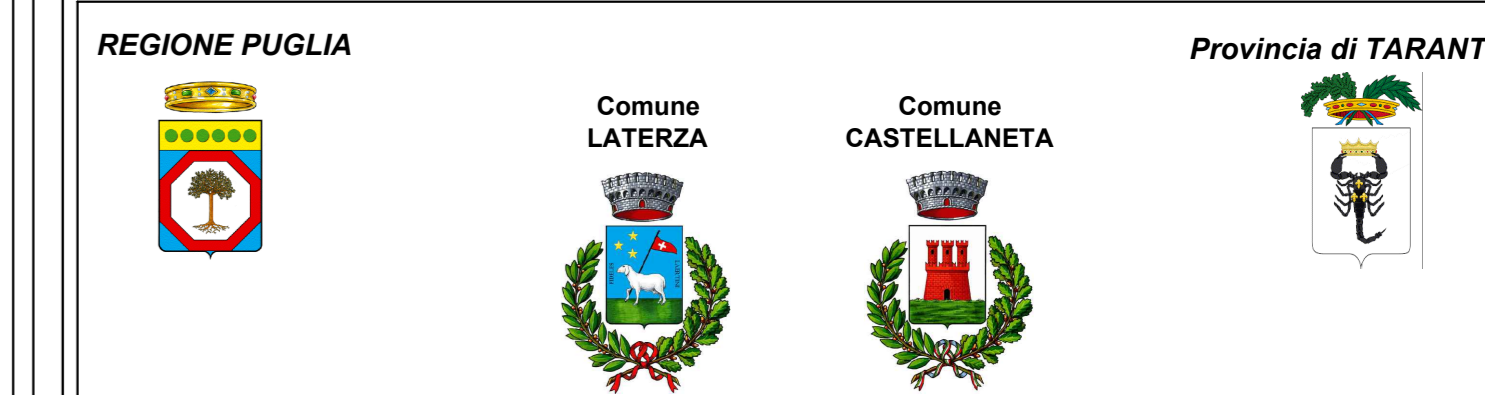 REGIONE PUGLIA
Provincia di TARANT
Comune
LATERZA
Comune
CASTELLANETA